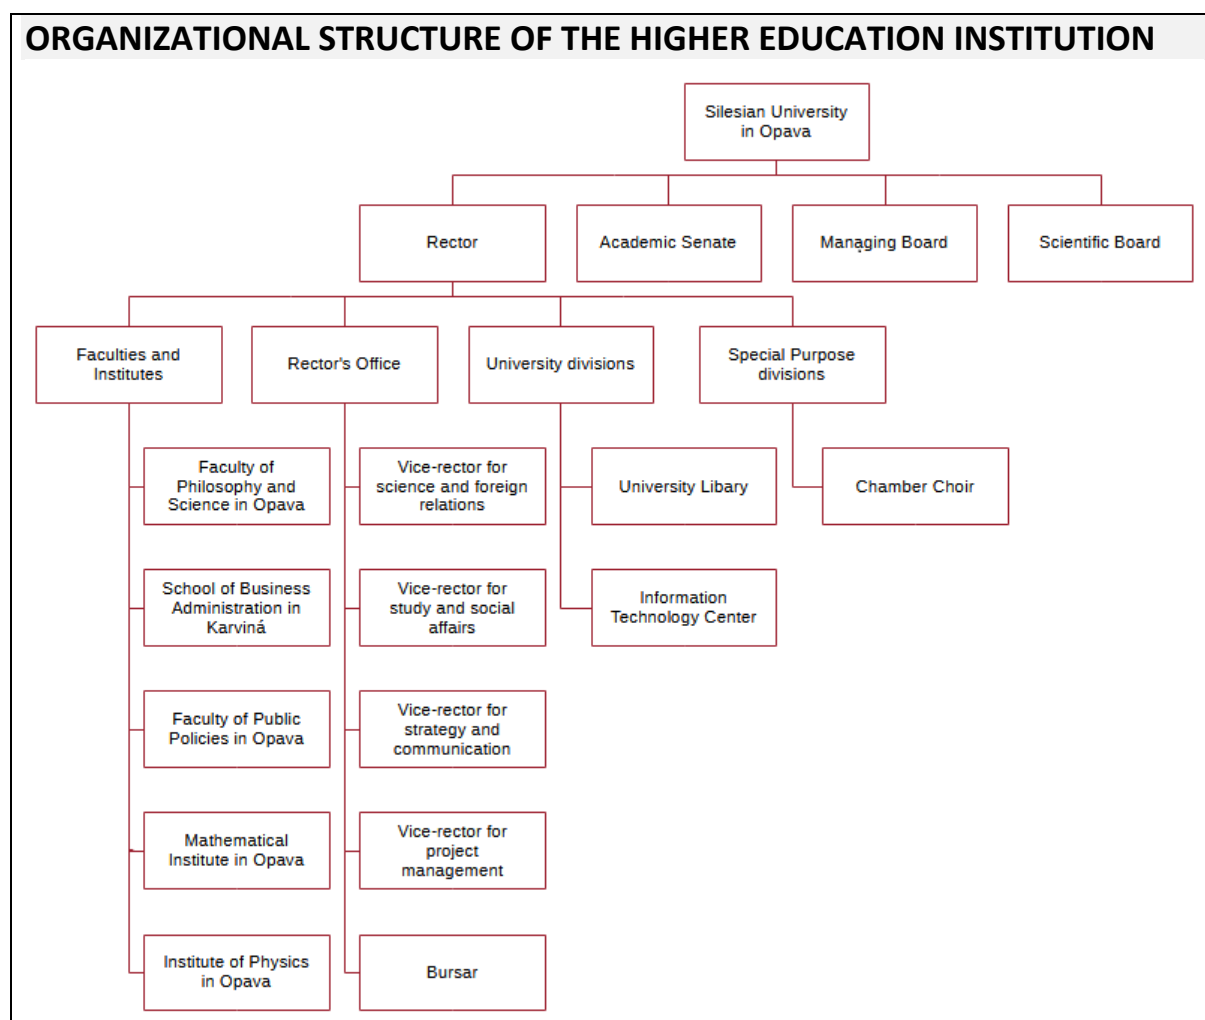 ORGANIZATIONAL STRUCTURE OF THE HIGHER EDUCATION INSTITUTION
Silesian University
in Opava
Rector
Academic Senate
Managing Board
Scientific Board
Faculties and
Institutes
Rector's Office
University divisions
Special Purpose
divisions
Faculty of
Philosophy and
Science in Opava
Vice-rector for
science and foreign
relations
University Libary
Chamber Choir
School of Business
Administration in
Karviná
Vice-rector for
study and social
affairs
Information
Technology Center
Faculty of Public
Policies in Opava
Vice-rector for
strategy and
communication
Mathematical
Institute in Opava
Vice-rector for
project
management
Institute of Physics
in Opava
Bursar